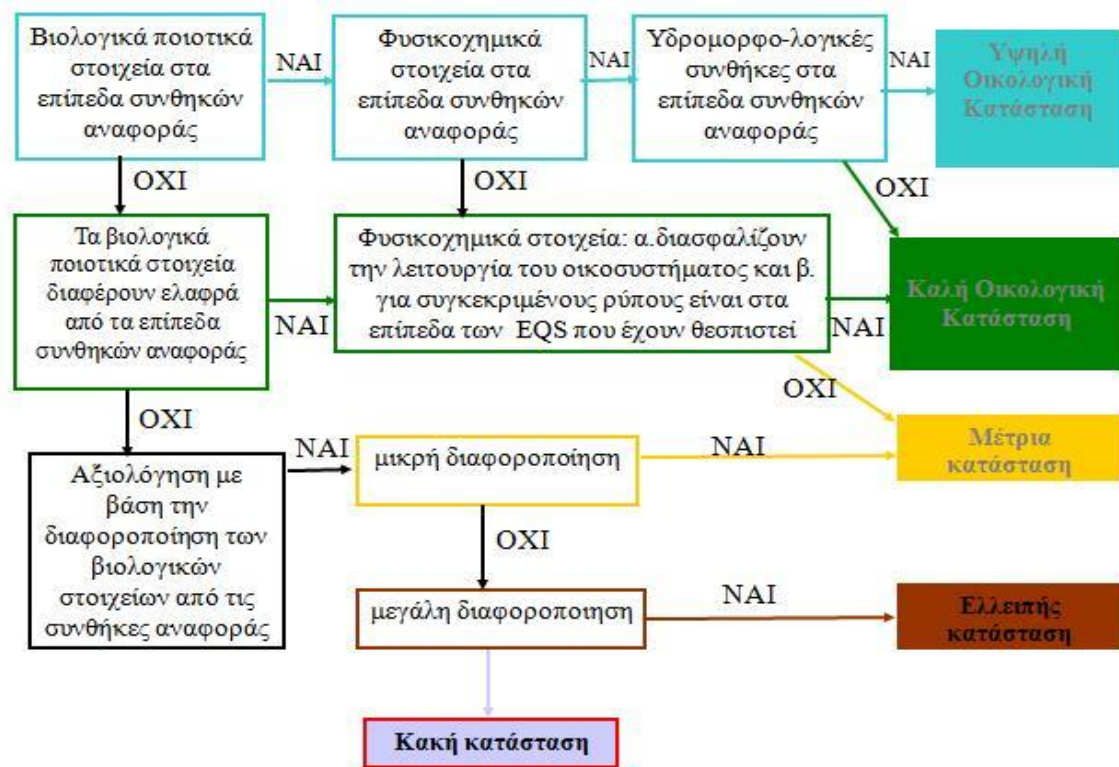 Βιολογικά ποιοτικά
στοιχεία στα
επίπεδα συνθηκών
αναφοράς
ΝΑΙ
Φυσικοχημικά
στοιχεία στα
επίπεδα συνθηκών
αναφοράς
ΝΑΙ
Υδρομορφο-λογικές
συνθήκες στα
επίπεδα συνθηκών
αναφοράς
ΝΑΙ
Υψηλή
Οικολογική
Κατάσταση
ΟΧΙ
ΟΧΙ
ΟΧΙ
Τα βιολογικά
ποιοτικά στοιχεία
διαφέρουν ελαφρά
από τα επίπεδα
συνθηκών αναφοράς
ΝΑΙ
Φυσικοχημικά στοιχεία: α.διασφαλίζουν
την λειτουργία του οικοσυστήματος και β.
για συγκεκριμένους ρύπους είναι στα
επίπεδα των EQS που έχουν θεσπιστεί
ΝΑΙ
Καλή Οικολογική
Κατάσταση
ΟΧΙ
ΟΧΙ
Αξιολόγηση με
βάση την
διαφοροποίηση των
βιολογικών
στοιχείων από τις
συνθήκες αναφοράς
ΝΑΙ
μικρή διαφοροποίηση
ΝΑΙ
Μέτρια
κατάσταση
ΟΧΙ
μεγάλη διαφοροποιηση
ΝΑΙ
Ελλειπής
κατάσταση
Κακή κατάσταση